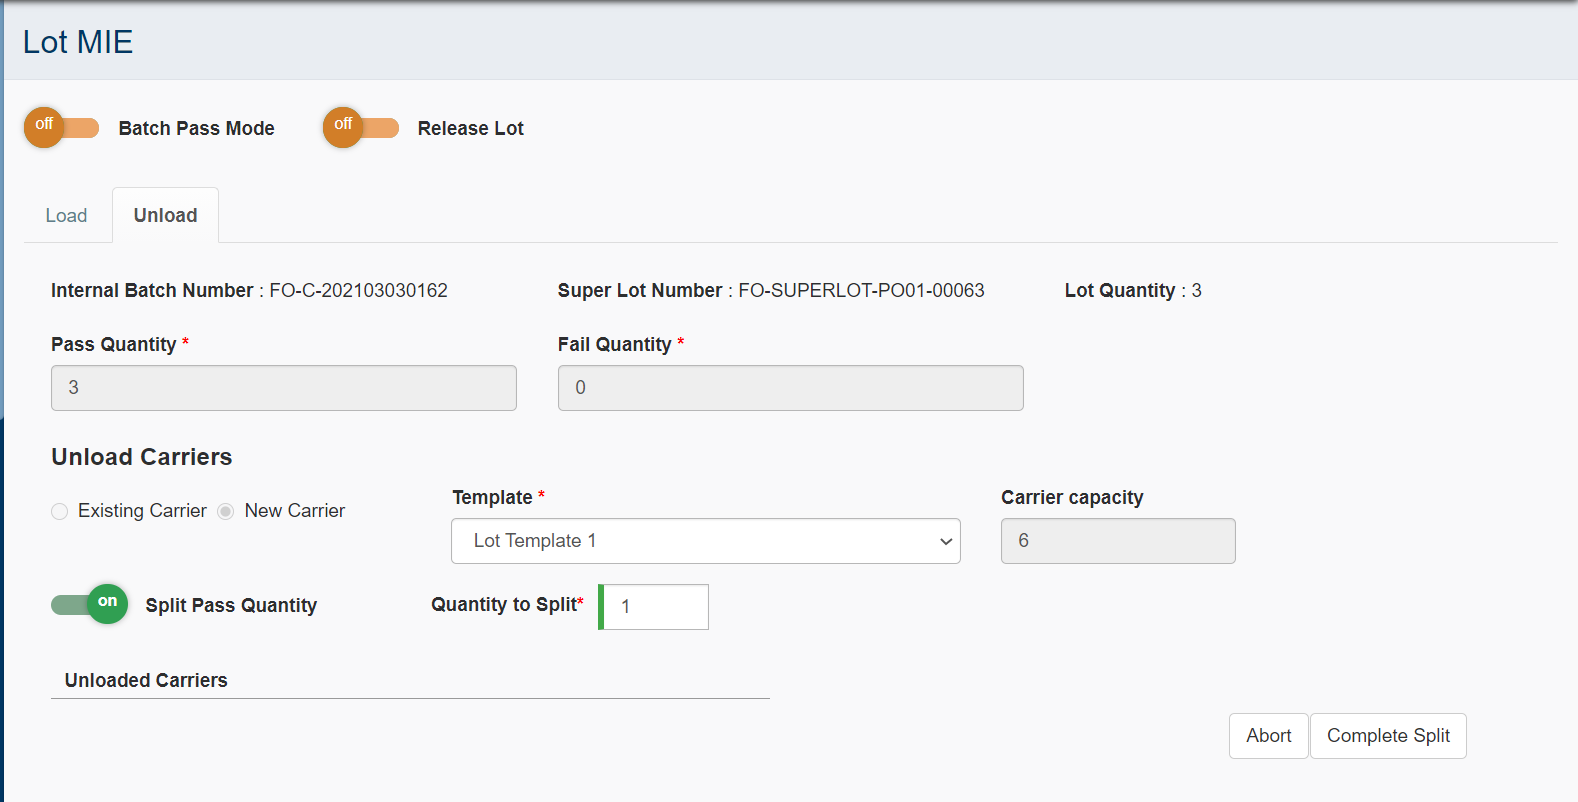 Lot MIE
off Batch Pass Mode off Release Lot
Load Unload
Internal Batch Number : FO-C-202103030162 Super Lot Number : FO-SUPERLOT-PO01-00063 Lot Quantity : 3
Pass Quantity * Fail Quantity *
3 0
Unload Carriers
Template * Carrier capacity
Existing Carrier New Carrier
Lot Template 1 6
on Split Pass Quantity Quantity to Split* 1
Unloaded Carriers
Abort Complete Split